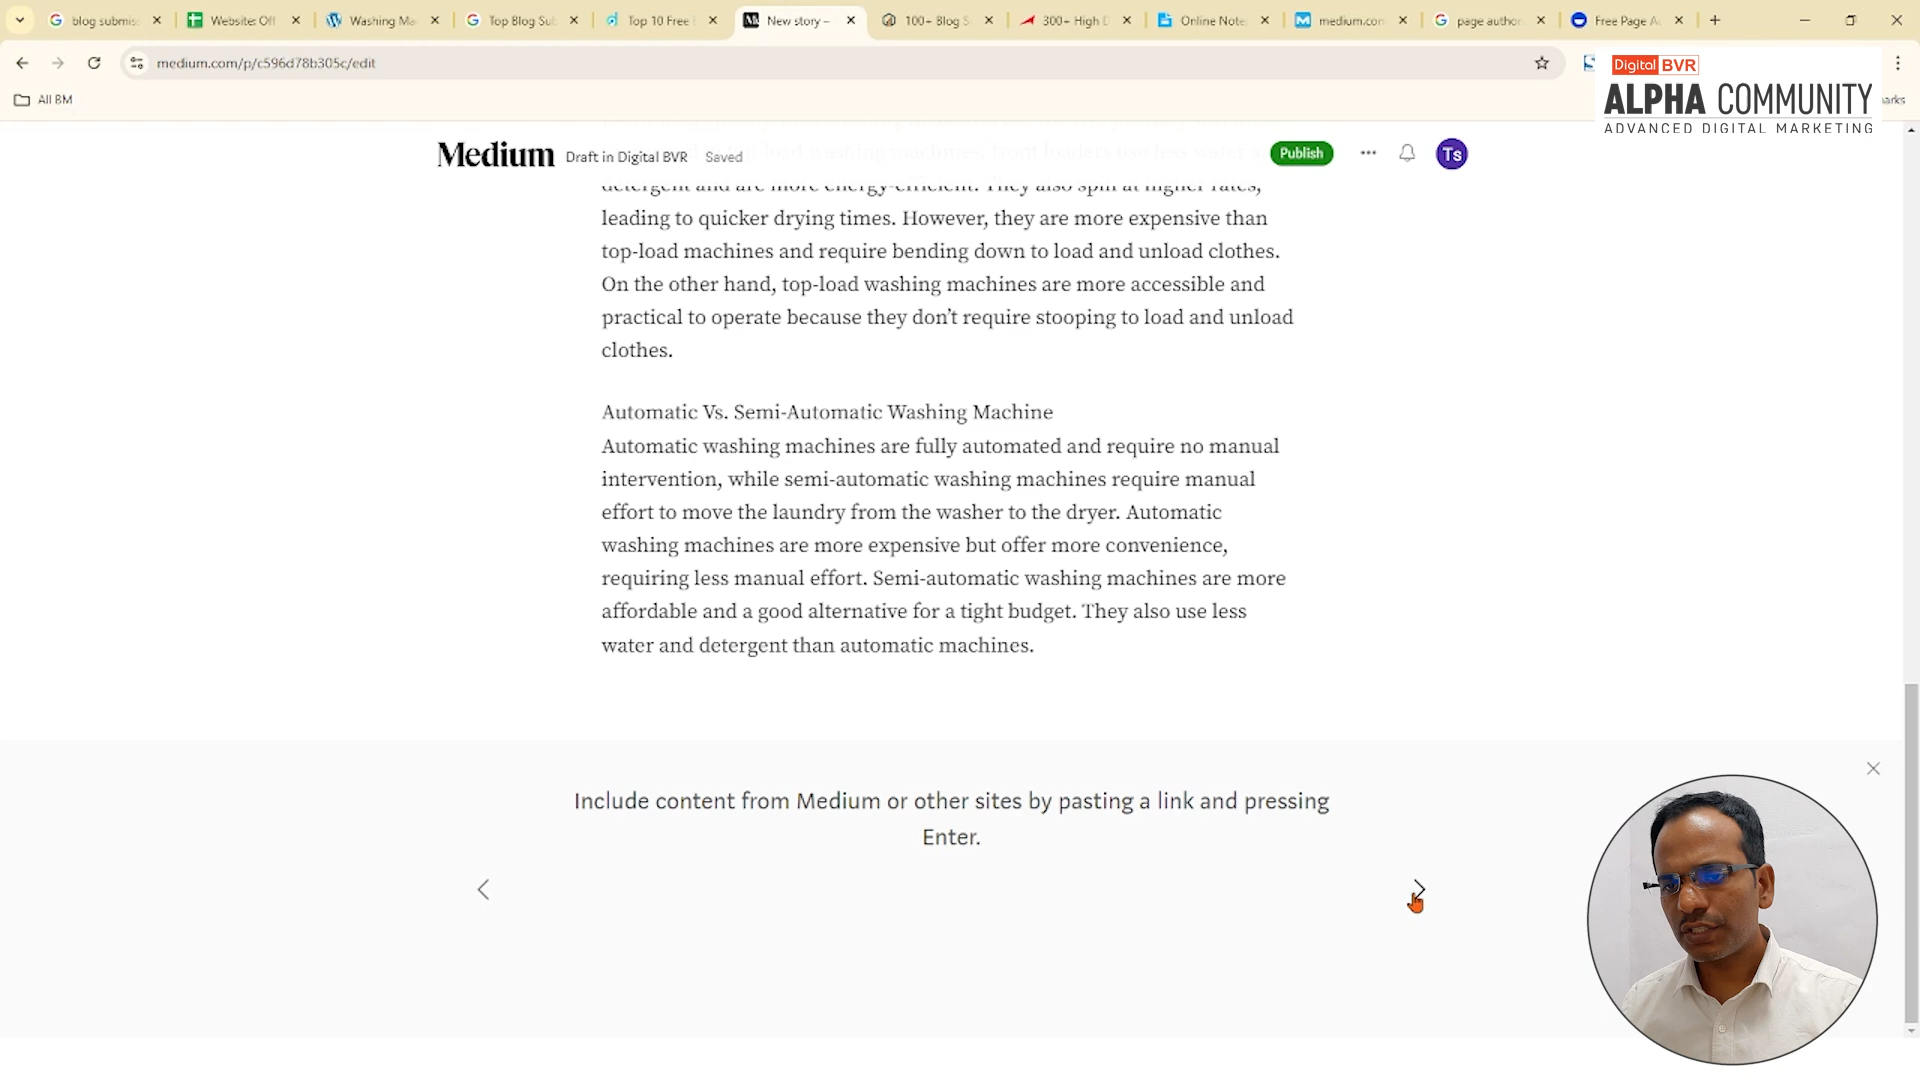 blog submis
Website: Off
Washing Ma
Top Blog Sub
Top 10 Free
New story –
100+ Blog S
300+ High D
Online Note
medium.con
page author
Free Page A
medium.com/p/c596d78b305c/edit
All BM
Digital BVR
ALPHA COMMUNITY
ADVANCED DIGITAL MARKETING
Medium
Draft in Digital BVR
Saved
Publish
Ts
detergent and are more energy-efficient. They also spin at higher rates,
leading to quicker drying times. However, they are more expensive than
top-load machines and require bending down to load and unload clothes.
On the other hand, top-load washing machines are more accessible and
practical to operate because they don’t require stooping to load and unload
clothes.
Automatic Vs. Semi-Automatic Washing Machine
Automatic washing machines are fully automated and require no manual
intervention, while semi-automatic washing machines require manual
effort to move the laundry from the washer to the dryer. Automatic
washing machines are more expensive but offer more convenience,
requiring less manual effort. Semi-automatic washing machines are more
affordable and a good alternative for a tight budget. They also use less
water and detergent than automatic machines.
Include content from Medium or other sites by pasting a link and pressing
Enter.